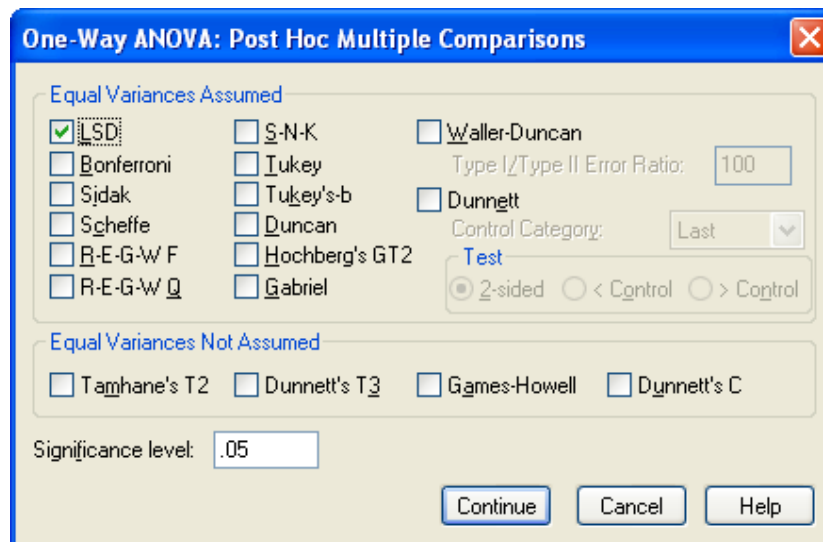 One-Way ANOVA: Post Hoc Multiple Comparisons
Equal Variances Assumed
LSD
Bonferroni
Sidak
Scheffe
R-E-G-W F
R-E-G-W Q
S-N-K
Tukey
Tukey's-b
Duncan
Hochberg's GT2
Gabriel
Waller-Duncan
Type I/Type II Error Ratio: 100
Dunnett
Control Category: Last
Test
2-sided < Control > Control
Equal Variances Not Assumed
Tamhane's T2 Dunnett's T3 Games-Howell Dunnett's C
Significance level: .05
Continue Cancel Help